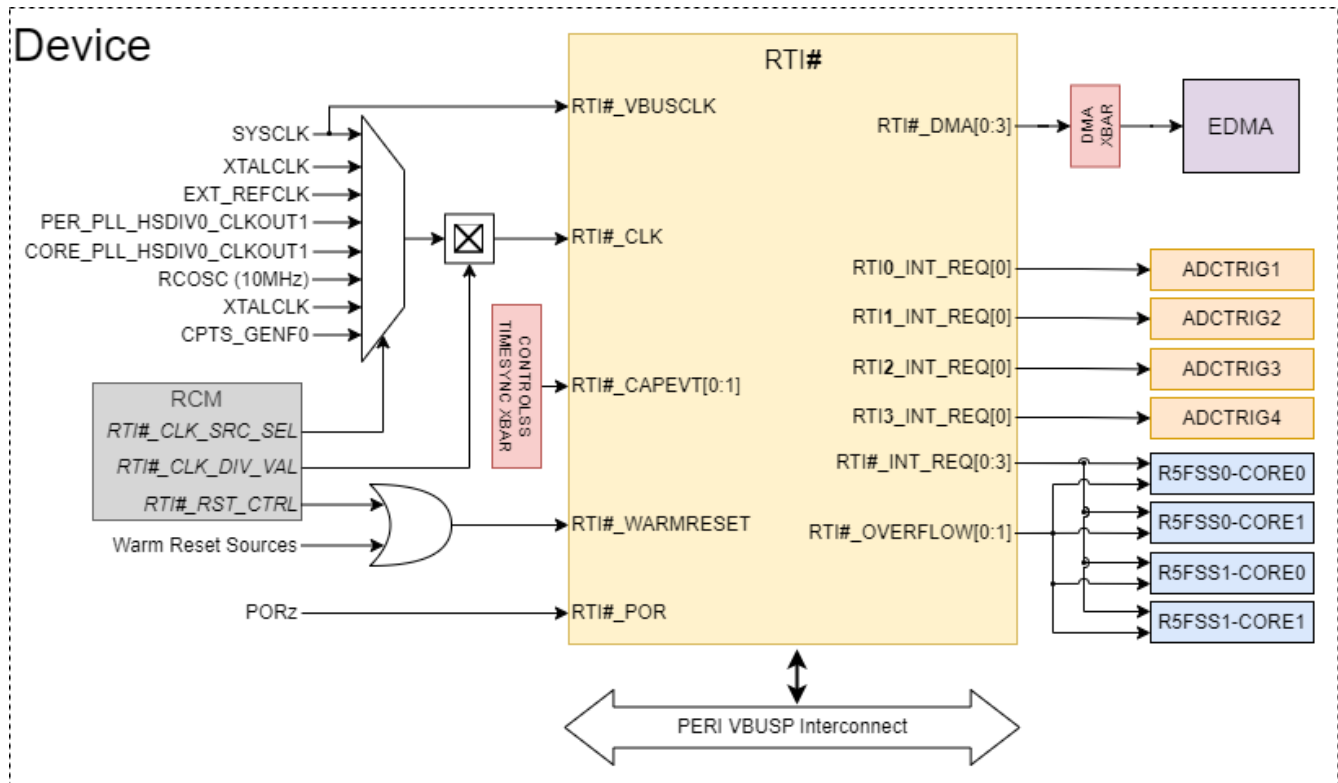 Device
RTI#
SYSCLK
XTALCLK
EXT_REFCLK
PER_PLL_HSDIV0_CLKOUT1
CORE_PLL_HSDIV0_CLKOUT1
RCOSC (10MHz)
XTALCLK
CPTS_GENF0
RCM
RTI#_CLK_SRC_SEL
RTI#_CLK_DIV_VAL
RTI#_RST_CTRL
Warm Reset Sources
PORz
CONTROLSS
TIMESYNC XBAR
RTI#_VBUSCLK
RTI#_CLK
RTI#_CAPEVT[0:1]
RTI#_WARMRESET
RTI#_POR
RTI#_DMA[0:3]
RTI0_INT_REQ[0]
RTI1_INT_REQ[0]
RTI2_INT_REQ[0]
RTI3_INT_REQ[0]
RTI#_INT_REQ[0:3]
RTI#_OVERFLOW[0:1]
DMA
XBAR
EDMA
ADCTRIG1
ADCTRIG2
ADCTRIG3
ADCTRIG4
R5FSS0-CORE0
R5FSS0-CORE1
R5FSS1-CORE0
R5FSS1-CORE1
PERI VBUSP Interconnect